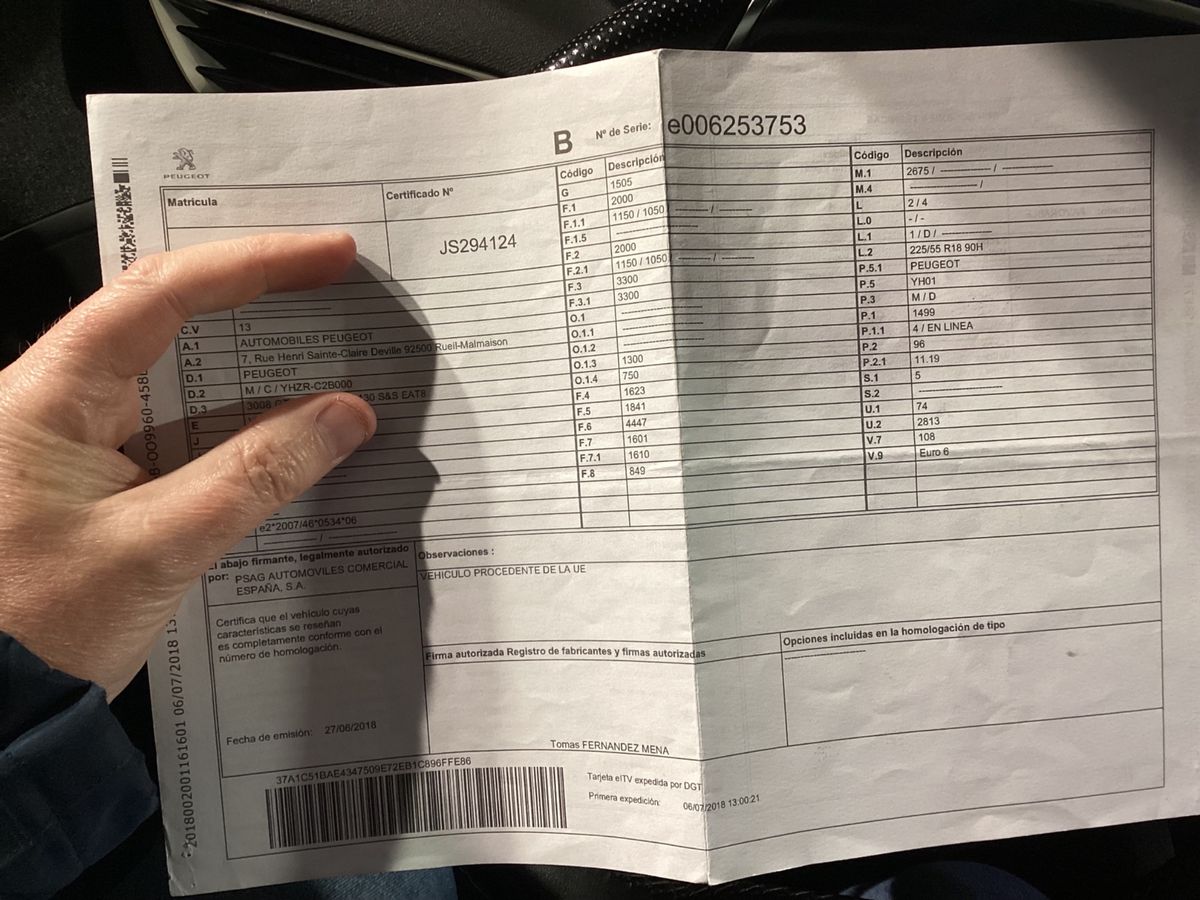 B Nº de Serie: e006253753
PEUGEOT
Matricula
Certificado Nº
JS294124
C.V 13
A.1 AUTOMOBILES PEUGEOT
A.2 7, Rue Henri Sainte-Claire Deville 92500 Rueil-Malmaison
D.1 PEUGEOT
D.2 M / C / YHZR-C2B000
D.3 3008 130 S&S EAT8
E
J
e2*2007/46*0534*06
---------------- / ----------------
Código Descripción
G 1505
F.1 2000
F.1.1 1150 / 1050 / ---------- / ----------
F.1.5 ----------------
F.2 2000
F.2.1 1150 / 1050 / ---------- / ----------
F.3 3300
F.3.1 3300
O.1 ----------------
O.1.1
O.1.2 ----------------
O.1.3 1300
O.1.4 750
F.4 1623
F.5 1841
F.6 4447
F.7 1601
F.7.1 1610
F.8 849
Código Descripción
M.1 2675 / ---------------- / ----------------
M.4 ---------------- /
L 2 / 4
L.0 - / -
L.1 1 / D / ----------------
L.2 225/55 R18 90H
P.5.1 PEUGEOT
P.5 YH01
P.3 M / D
P.1 1499
P.1.1 4 / EN LINEA
P.2 96
P.2.1 11.19
S.1 5
S.2 ----------------
U.1 74
U.2 2813
V.7 108
V.9 Euro 6
El abajo firmante, legalmente autorizado
por: PSAG AUTOMOVILES COMERCIAL
ESPAÑA, S.A.
Certifica que el vehículo cuyas
características se reseñan
es completamente conforme con el
número de homologación.
Fecha de emisión: 27/06/2018
Observaciones :
VEHICULO PROCEDENTE DE LA UE
Firma autorizada Registro de fabricantes y firmas autorizadas
Tomas FERNANDEZ MENA
Opciones incluidas en la homologación de tipo
----------------
37A1C51BAE4347509E72EB1C896FFE86
Tarjeta eITV expedida por DGT
Primera expedición: 06/07/2018 13:00:21